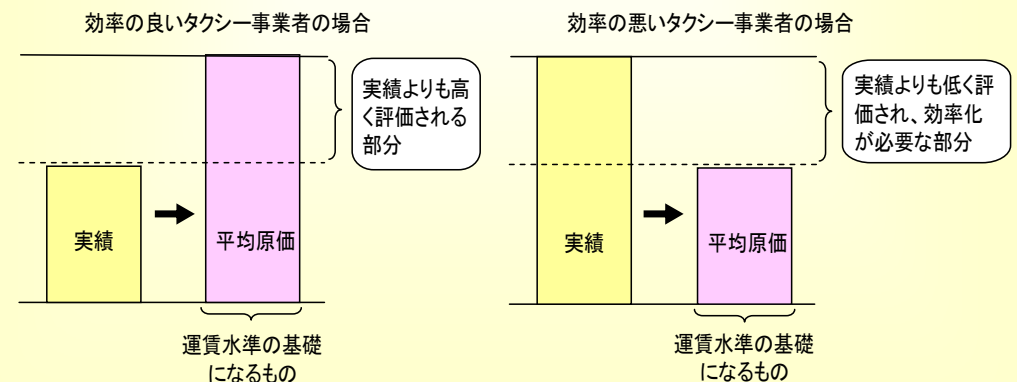 効率の良いタクシー事業者の場合
実績よりも高
く評価される
部分
実績
平均原価
運賃水準の基礎
になるもの
効率の悪いタクシー事業者の場合
実績よりも低く評
価され、効率化
が必要な部分
実績
平均原価
運賃水準の基礎
になるもの